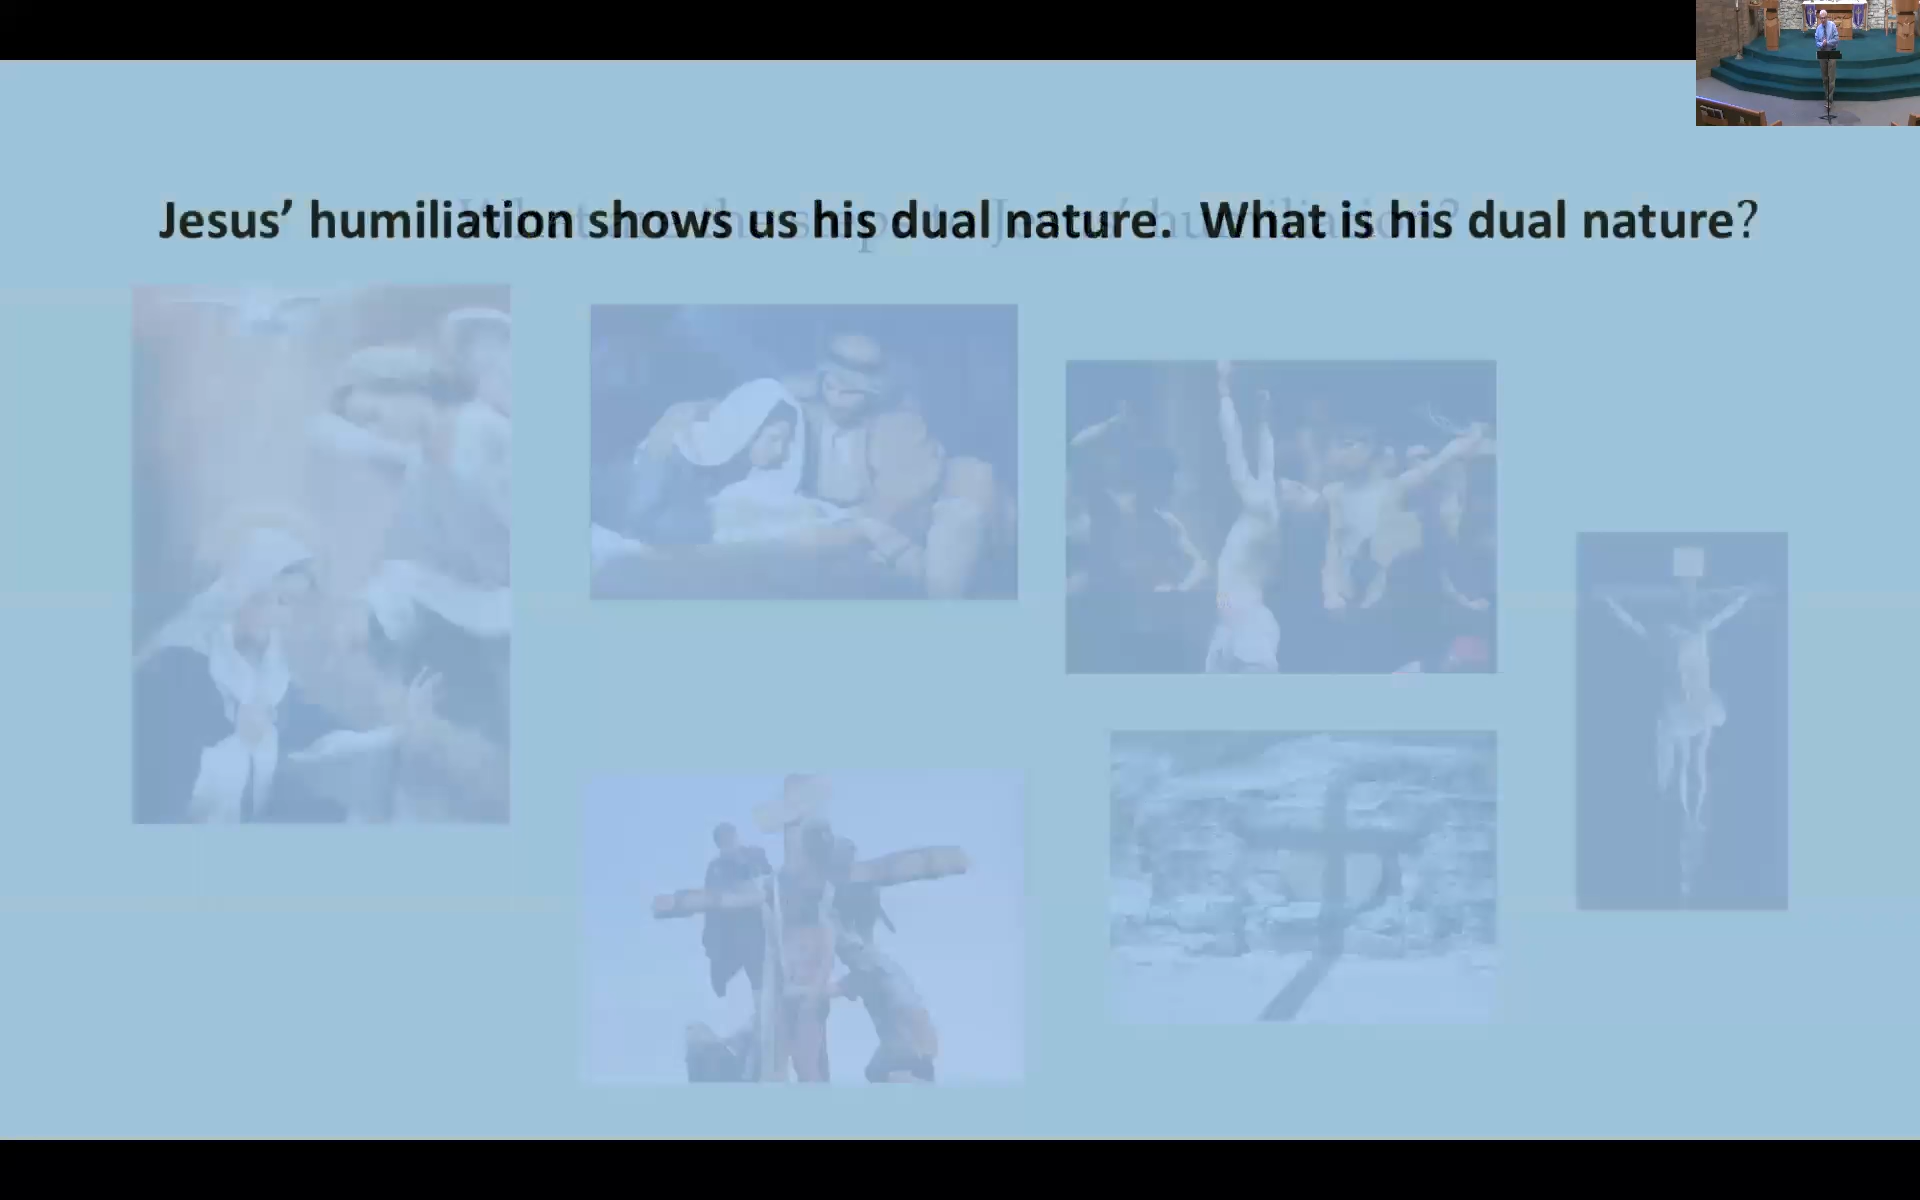 Jesus’ humiliation shows us his dual nature.  What is his dual nature?